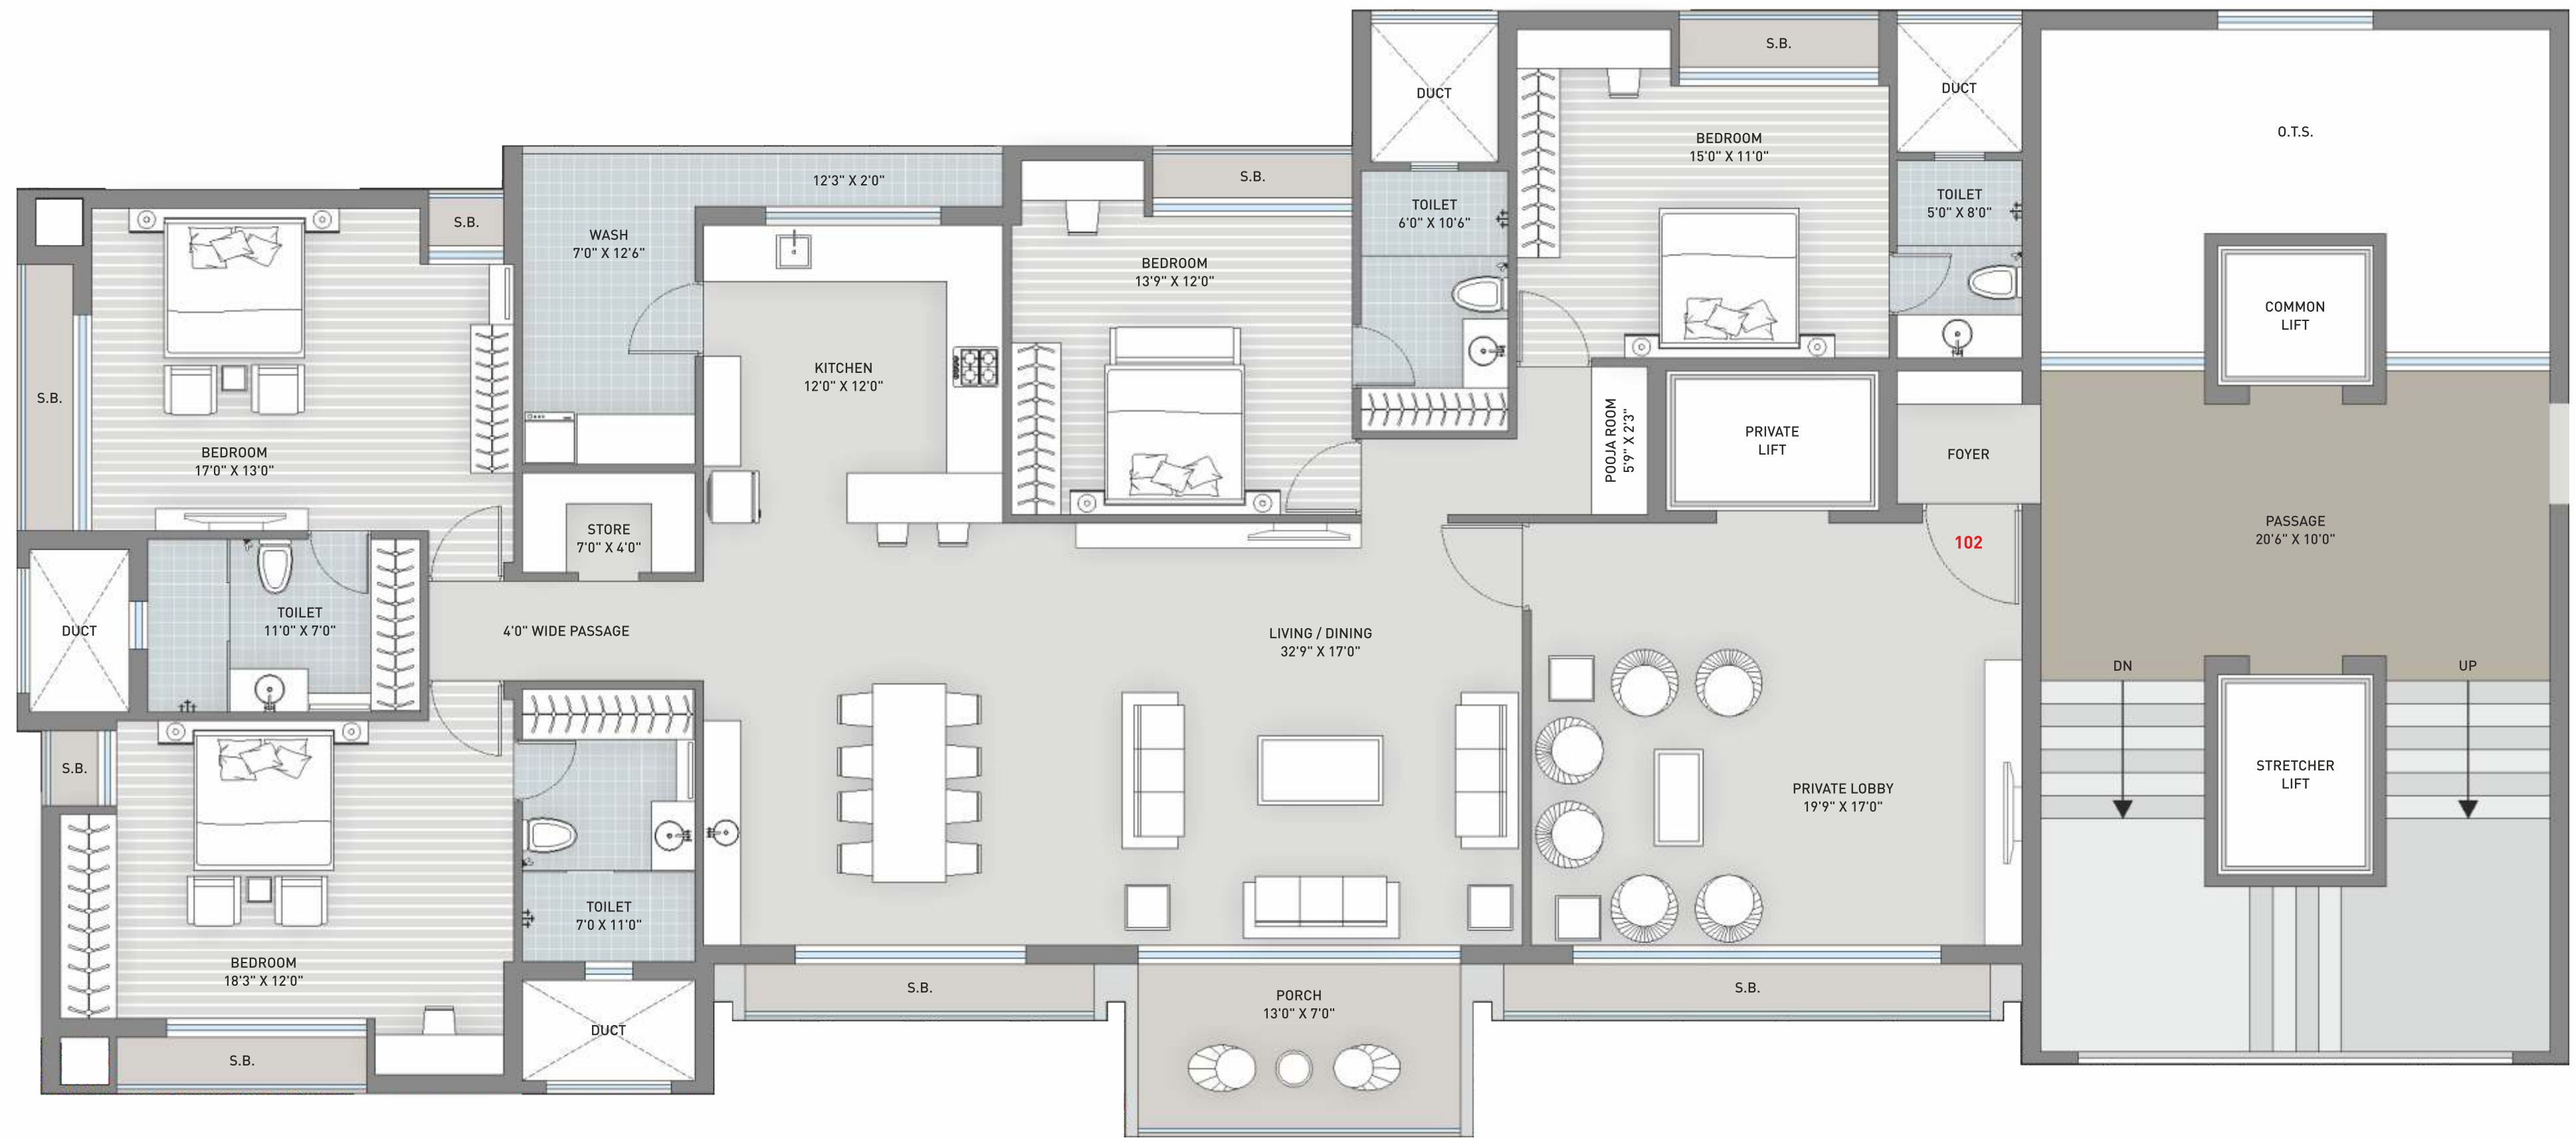 S.B.
DUCT
DUCT
BEDROOM
15'0" X 11'0"
O.T.S.
12'3" X 2'0"
S.B.
TOILET
6'0" X 10'6"
TOILET
5'0" X 8'0"
S.B.
WASH
7'0" X 12'6"
BEDROOM
13'9" X 12'0"
COMMON
LIFT
S.B.
KITCHEN
12'0" X 12'0"
BEDROOM
17'0" X 13'0"
POOJA ROOM
5'9" X 2'3"
PRIVATE
LIFT
FOYER
STORE
7'0" X 4'0"
102
PASSAGE
20'6" X 10'0"
DUCT
TOILET
11'0" X 7'0"
4'0" WIDE PASSAGE
LIVING / DINING
32'9" X 17'0"
DN
UP
S.B.
PRIVATE LOBBY
19'9" X 17'0"
STRETCHER
LIFT
TOILET
7'0 X 11'0"
BEDROOM
18'3" X 12'0"
S.B.
PORCH
13'0" X 7'0"
S.B.
DUCT
S.B.